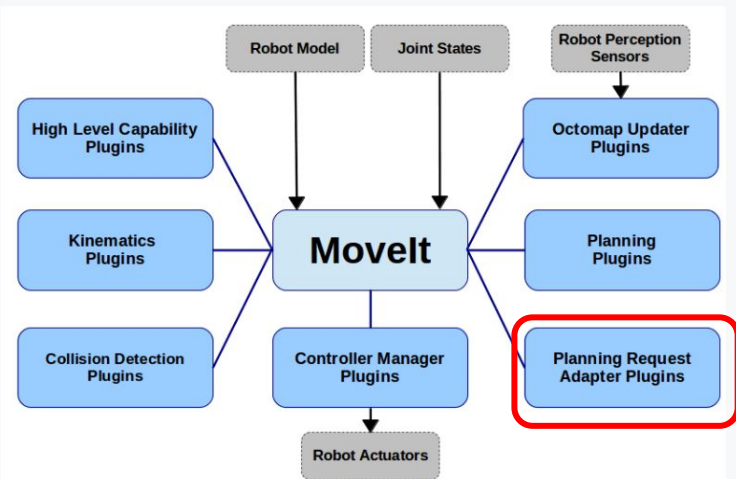 Robot Model
Joint States
Robot Perception
Sensors
High Level Capability
Plugins
Octomap Updater
Plugins
Kinematics
Plugins
MoveIt
Planning
Plugins
Collision Detection
Plugins
Controller Manager
Plugins
Planning Request
Adapter Plugins
Robot Actuators